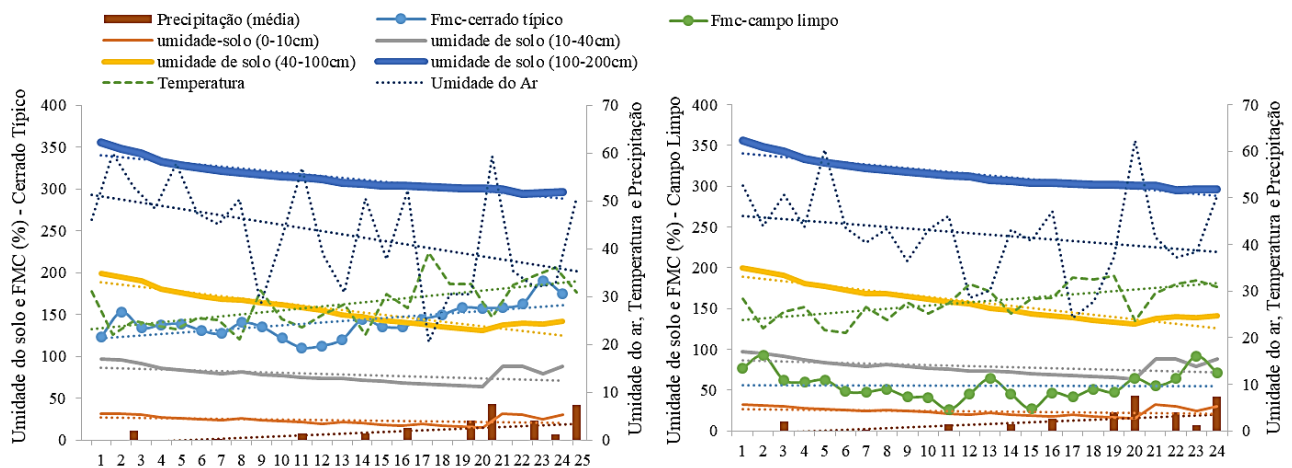 Precipitação (média)
Fmc-cerrado típico
Fmc-campo limpo
umidade-solo (0-10cm)
umidade de solo (10-40cm)
umidade de solo (40-100cm)
umidade de solo (100-200cm)
Temperatura
Umidade do Ar
Umidade do solo e FMC (%) - Cerrado Típico
400
350
300
250
200
150
100
50
0
70
60
50
40
30
20
10
0
Umidade do ar, Temperatura e Precipitação
1 2 3 4 5 6 7 8 9 10 11 12 13 14 15 16 17 18 19 20 21 22 23 24 25
Umidade de solo e FMC (%) - Campo Limpo
400
350
300
250
200
150
100
50
0
70
60
50
40
30
20
10
0
Umidade do ar, Temperatura e Precipitação
1 2 3 4 5 6 7 8 9 10 11 12 13 14 15 16 17 18 19 20 21 22 23 24